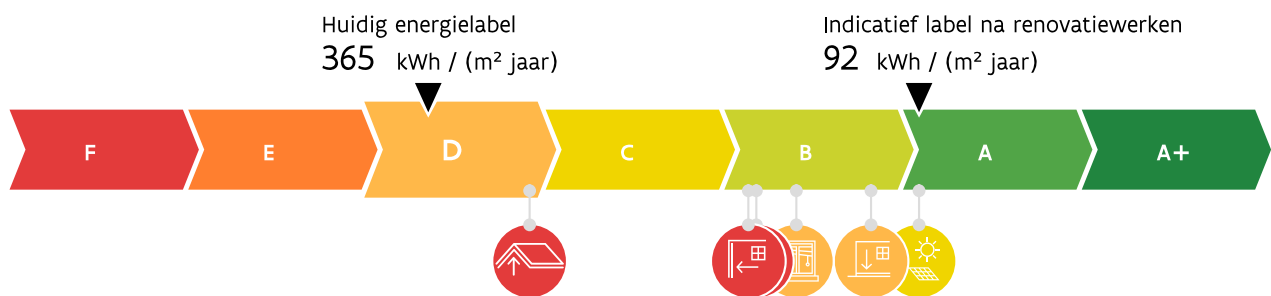 Huidig energielabel
365 kWh / (m² jaar)
Indicatief label na renovatiewerken
92 kWh / (m² jaar)
F E D C B A A+